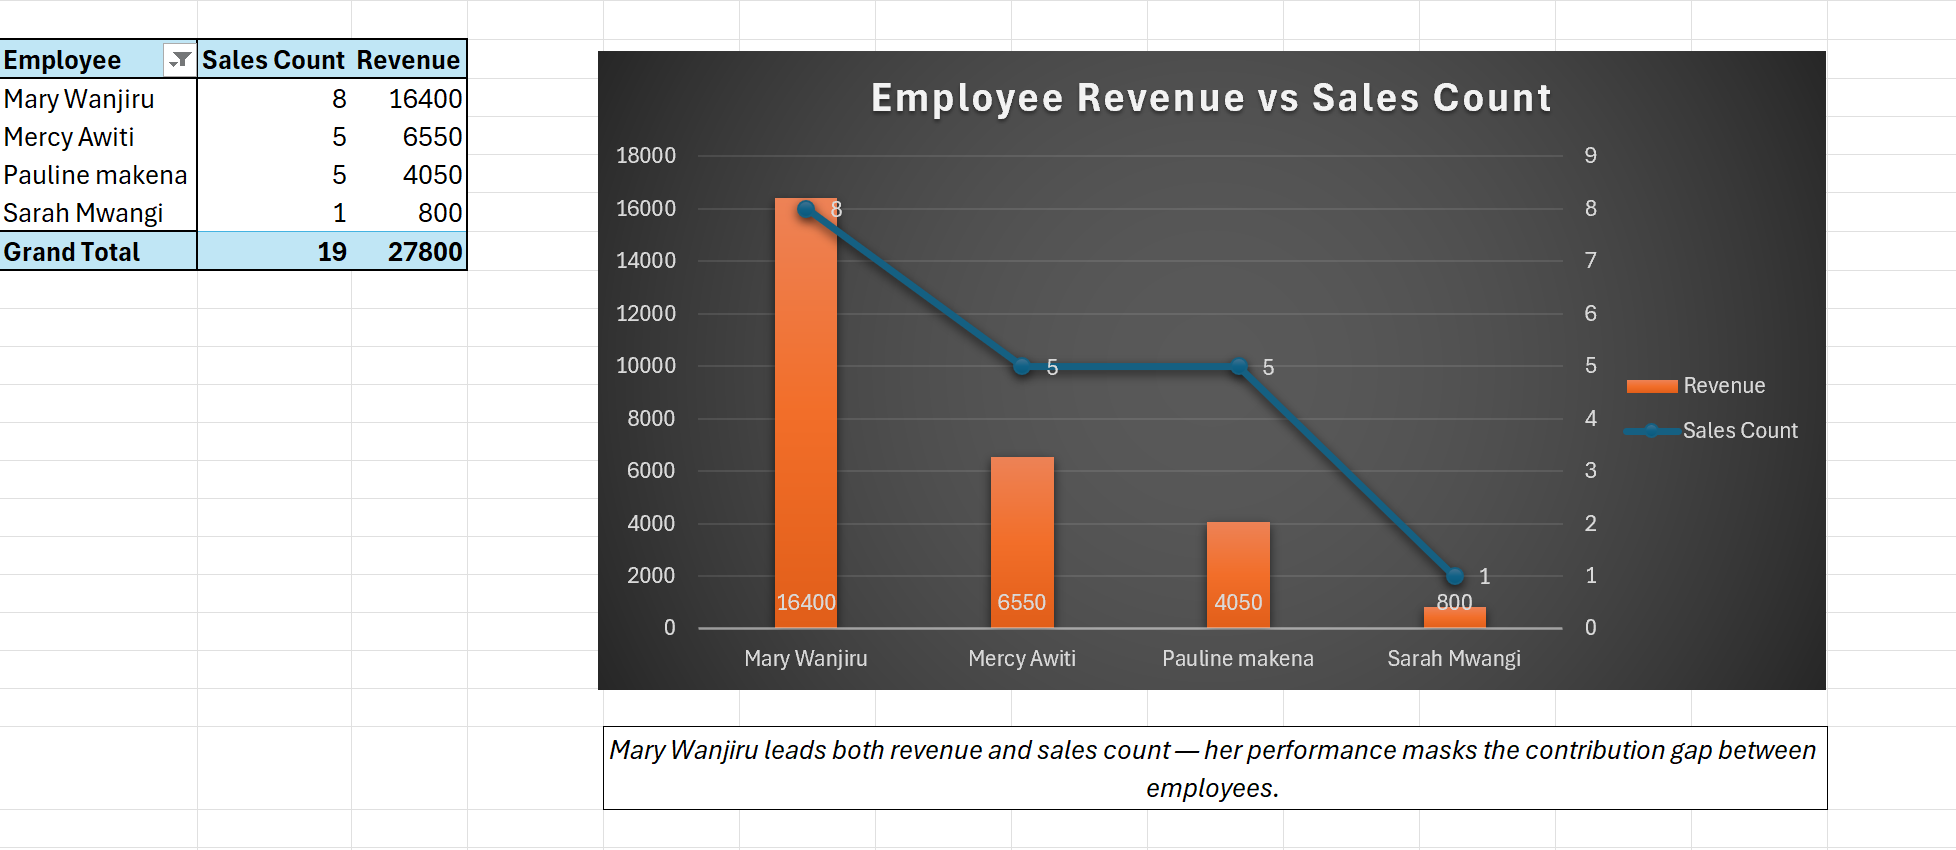 Employee Sales Count Revenue
Mary Wanjiru 8 16400
Mercy Awiti 5 6550
Pauline makena 5 4050
Sarah Mwangi 1 800
Grand Total 19 27800
Employee Revenue vs Sales Count
18000 9
16000 8
14000 7
12000 6
10000 5
8000 4
6000 3
4000 2
2000 1
0 0
8
5
5
1
16400 6550 4050 800
Mary Wanjiru Mercy Awiti Pauline makena Sarah Mwangi
Revenue
Sales Count
Mary Wanjiru leads both revenue and sales count — her performance masks the contribution gap between
employees.